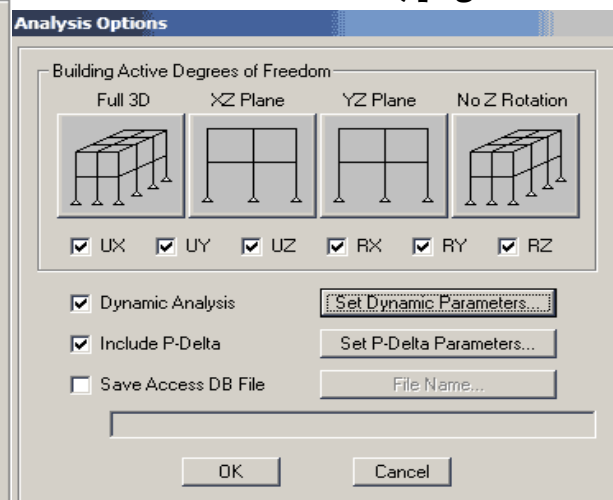 Analysis Options
Building Active Degrees of Freedom
Full 3D XZ Plane YZ Plane No Z Rotation
UX UY UZ RX RY RZ
Dynamic Analysis Set Dynamic Parameters...
Include P-Delta Set P-Delta Parameters...
Save Access DB File File Name...
OK Cancel